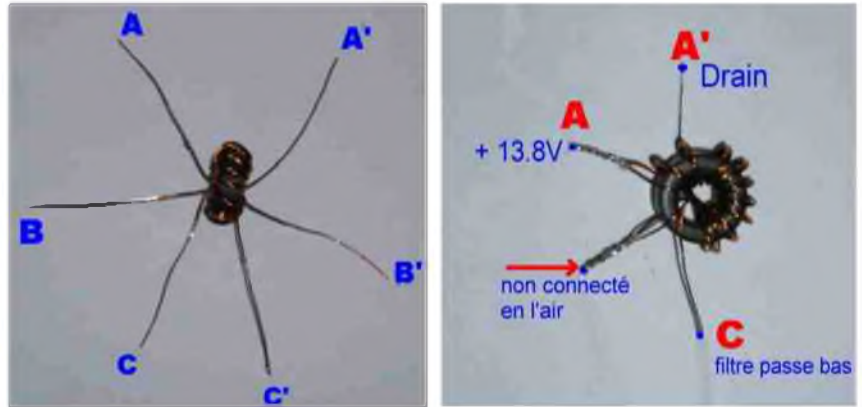 A
A'
B
B'
C
C'
A'
Drain
A
+ 13.8V
non connecté
en l'air
C
filtre passe bas